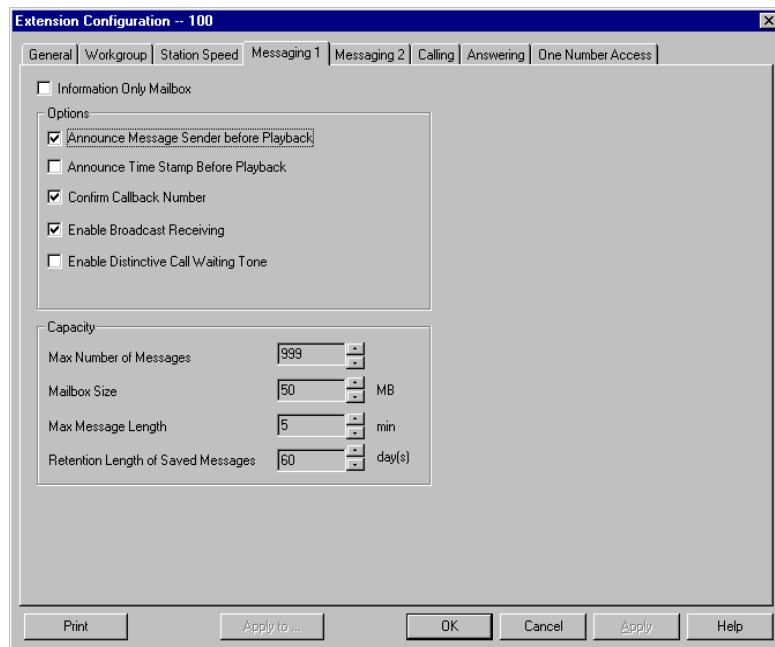 Extension Configuration -- 100
General Workgroup Station Speed Messaging 1 Messaging 2 Calling Answering One Number Access
Information Only Mailbox
Options
Announce Message Sender before Playback
Announce Time Stamp Before Playback
Confirm Callback Number
Enable Broadcast Receiving
Enable Distinctive Call Waiting Tone
Capacity
Max Number of Messages 999
Mailbox Size 50 MB
Max Message Length 5 min
Retention Length of Saved Messages 60 day(s)
Print Apply to ... OK Cancel Apply Help